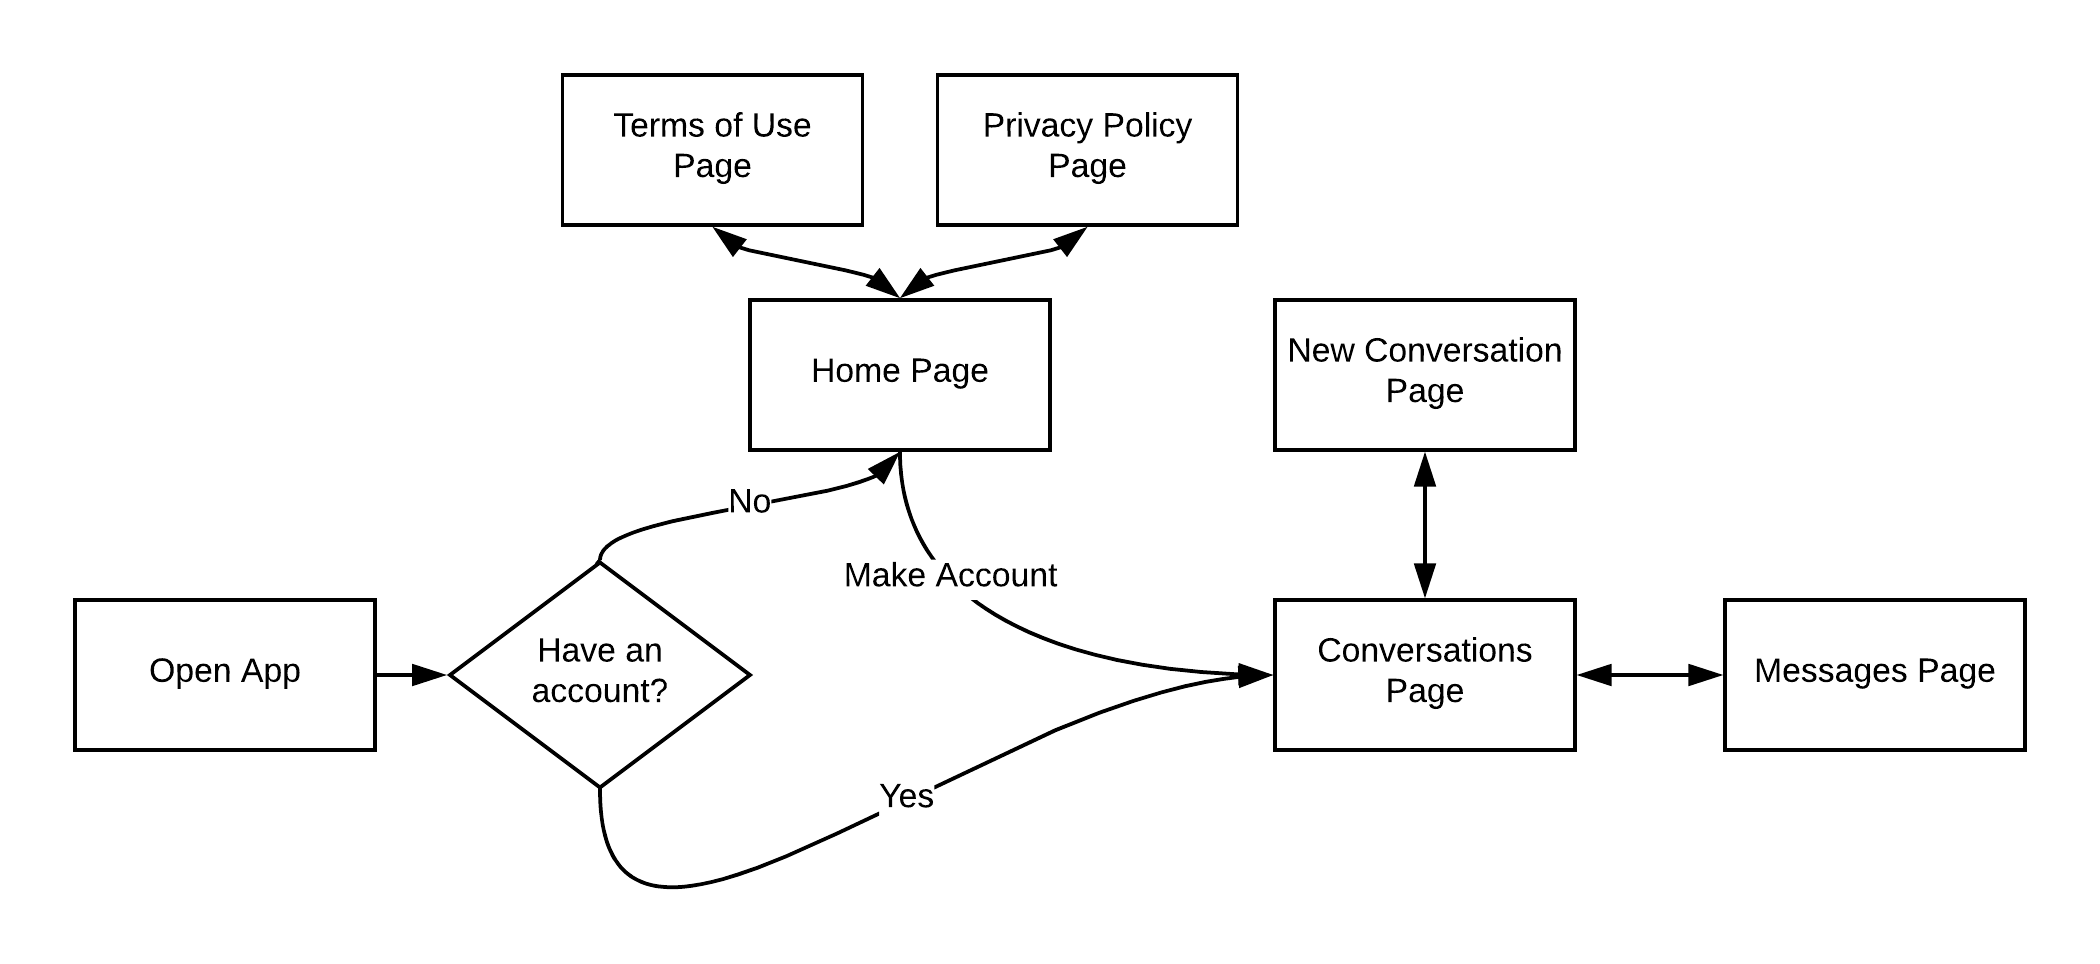 Terms of Use
Page
Privacy Policy
Page
Home Page
New Conversation
Page
No
Make Account
Open App
Have an
account?
Conversations
Page
Messages Page
Yes